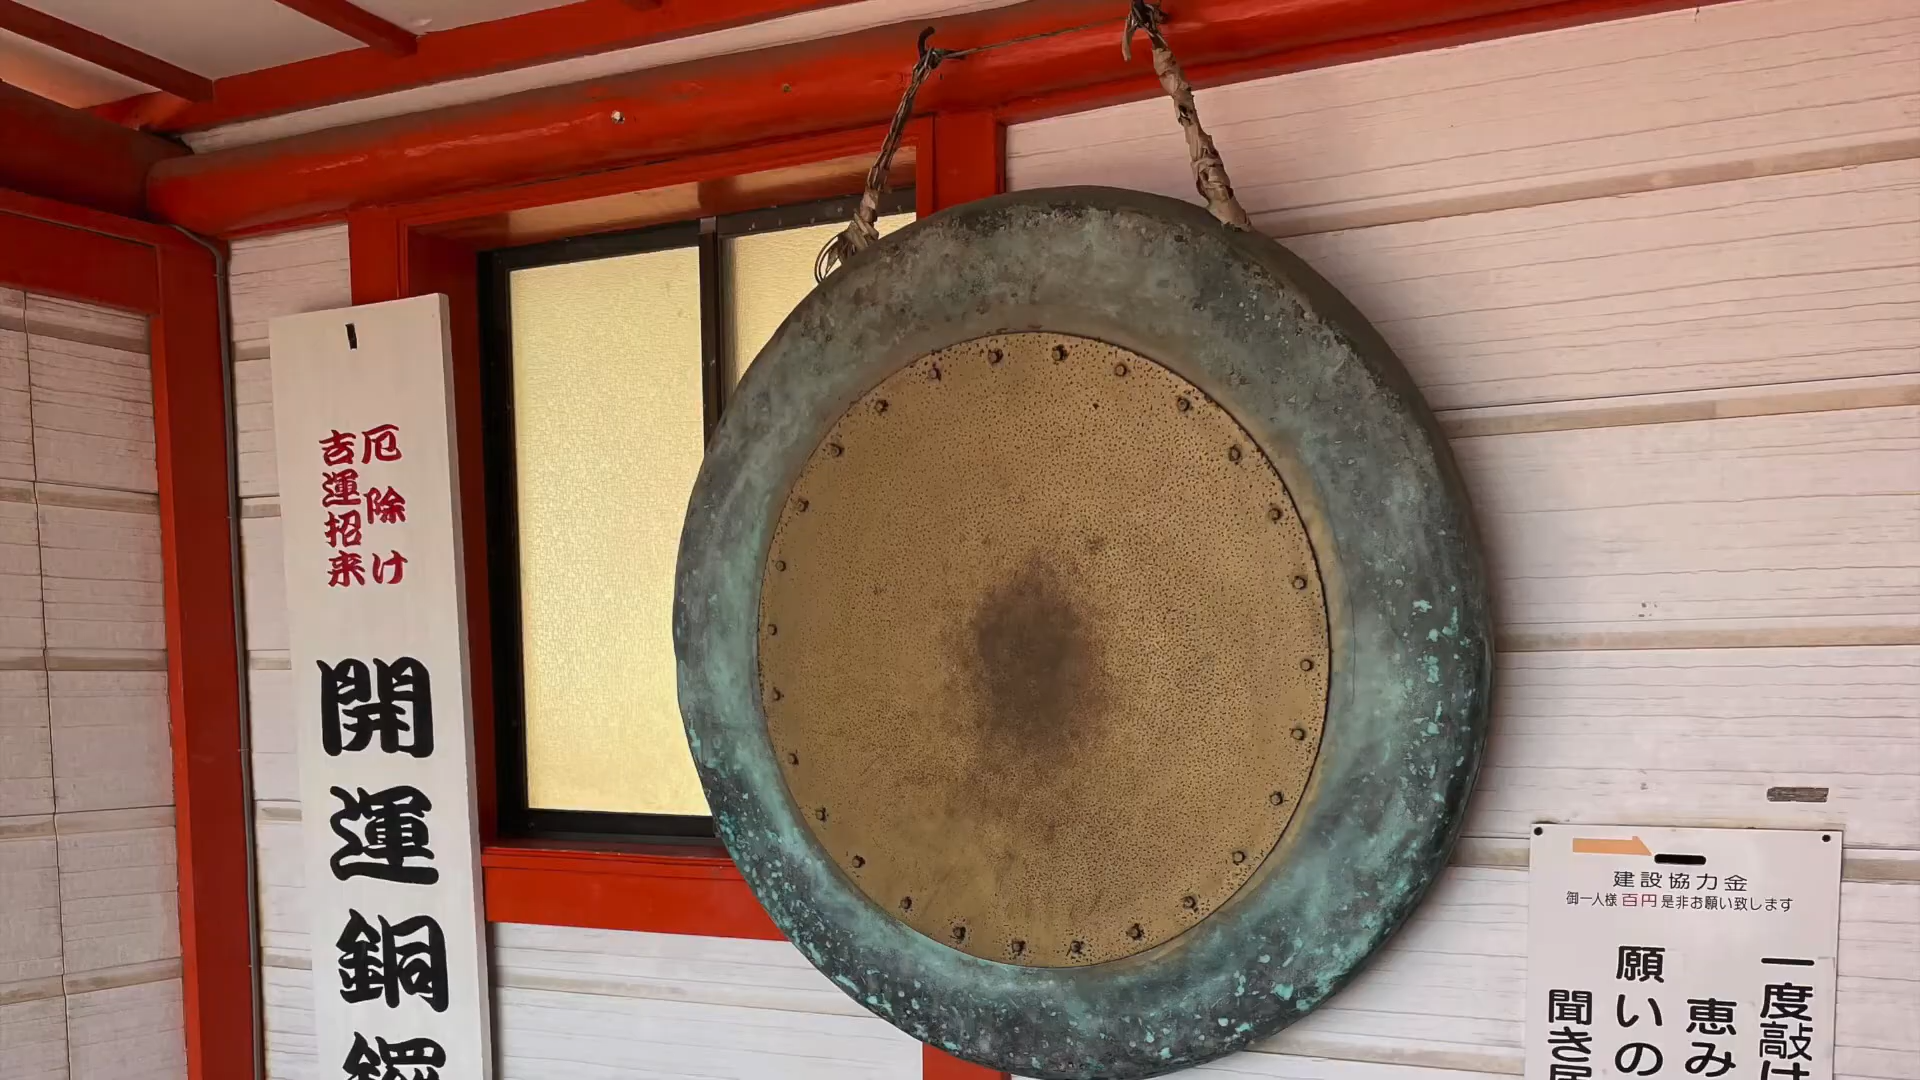 厄除け
吉運招来
開運銅鑼
建設協力金
御一人様百円是非お願い致します
一度敲け
恵み
願いの
聞き届